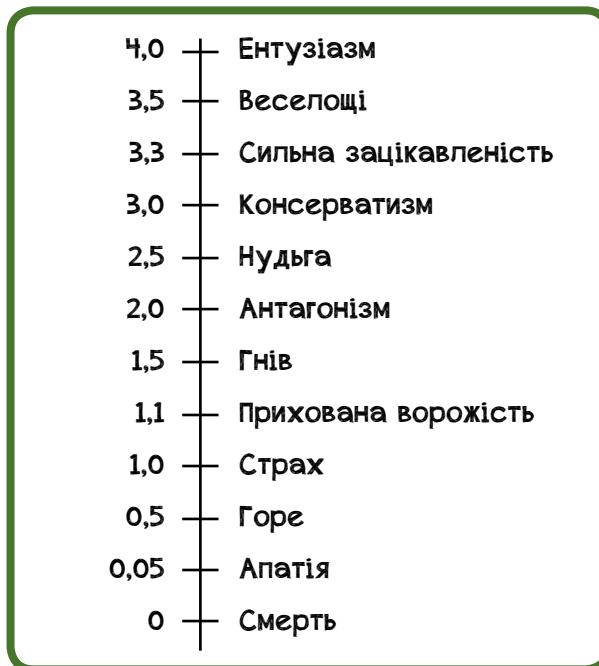 4,0 Ентузіазм
3,5 Веселощі
3,3 Сильна зацікавленість
3,0 Консерватизм
2,5 Нудьга
2,0 Антагонізм
1,5 Гнів
1,1 Прихована ворожість
1,0 Страх
0,5 Горе
0,05 Апатія
0 Смерть